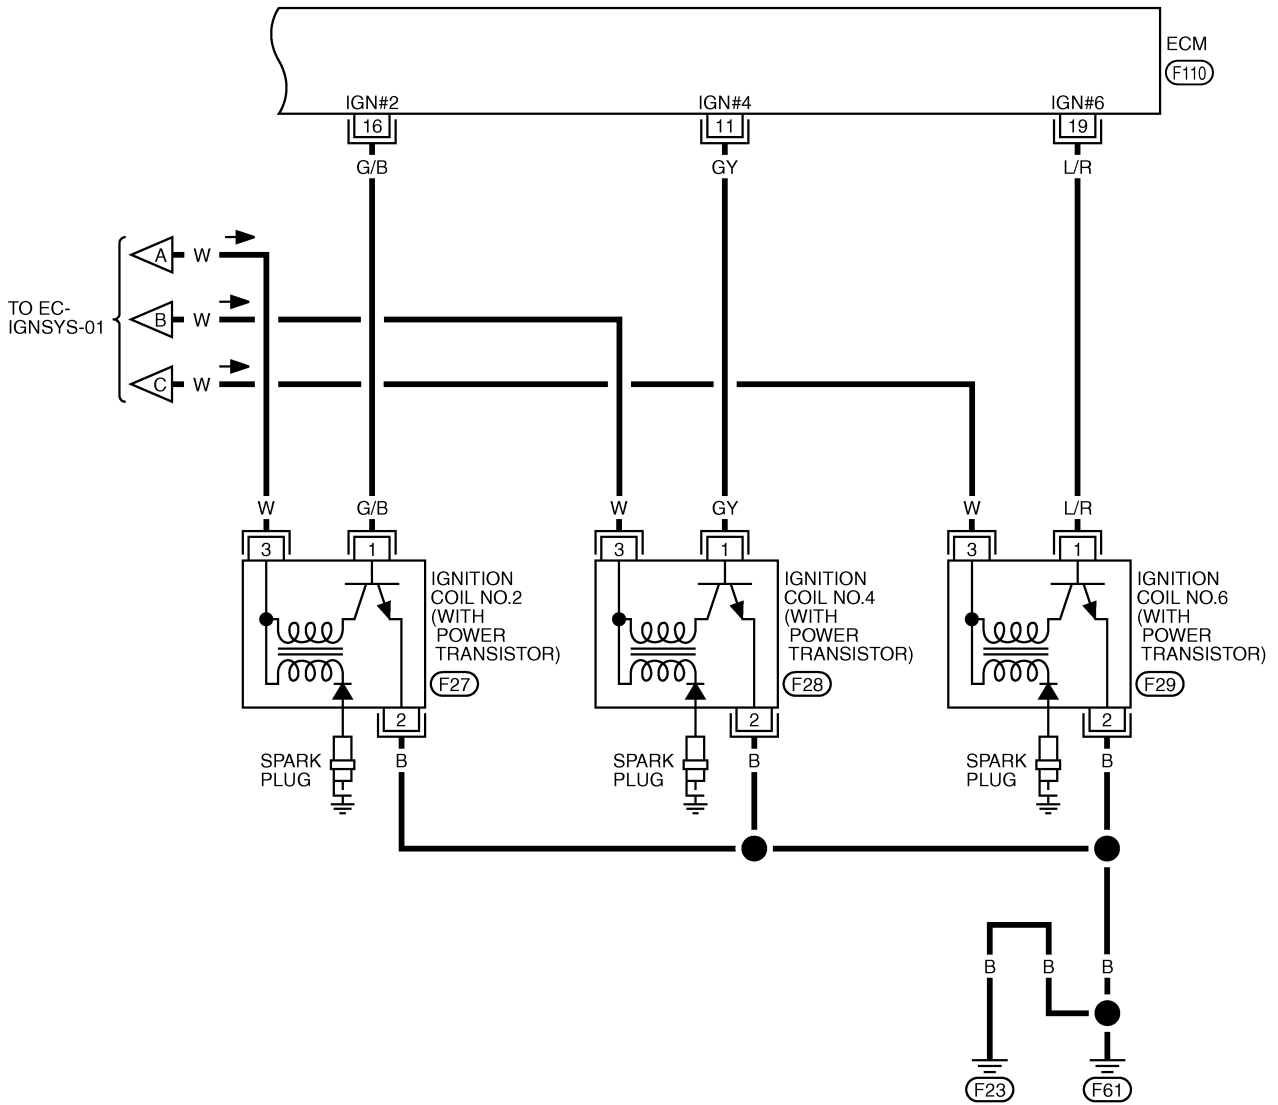 ECM
F110
IGN#2
IGN#4
IGN#6
16
11
19
G/B
GY
L/R
A
W
TO EC-
IGNSYS-01
B
W
C
W
W
G/B
W
GY
W
L/R
3
1
3
1
3
1
IGNITION
COIL NO.2
(WITH
POWER
TRANSISTOR)
F27
IGNITION
COIL NO.4
(WITH
POWER
TRANSISTOR)
F28
IGNITION
COIL NO.6
(WITH
POWER
TRANSISTOR)
F29
2
2
2
SPARK
PLUG
B
SPARK
PLUG
B
SPARK
PLUG
B
B
B
B
F23
F61